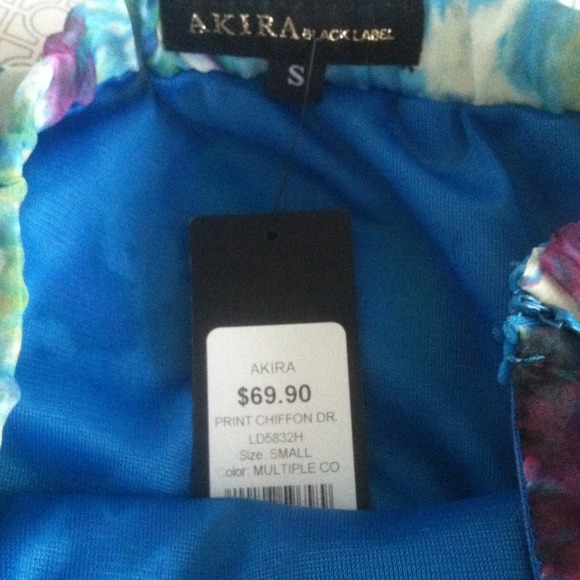 AKIRA BLACK LABEL
S
AKIRA
$69.90
PRINT CHIFFON DR.
LD5832H
Size: SMALL
Color: MULTIPLE CO